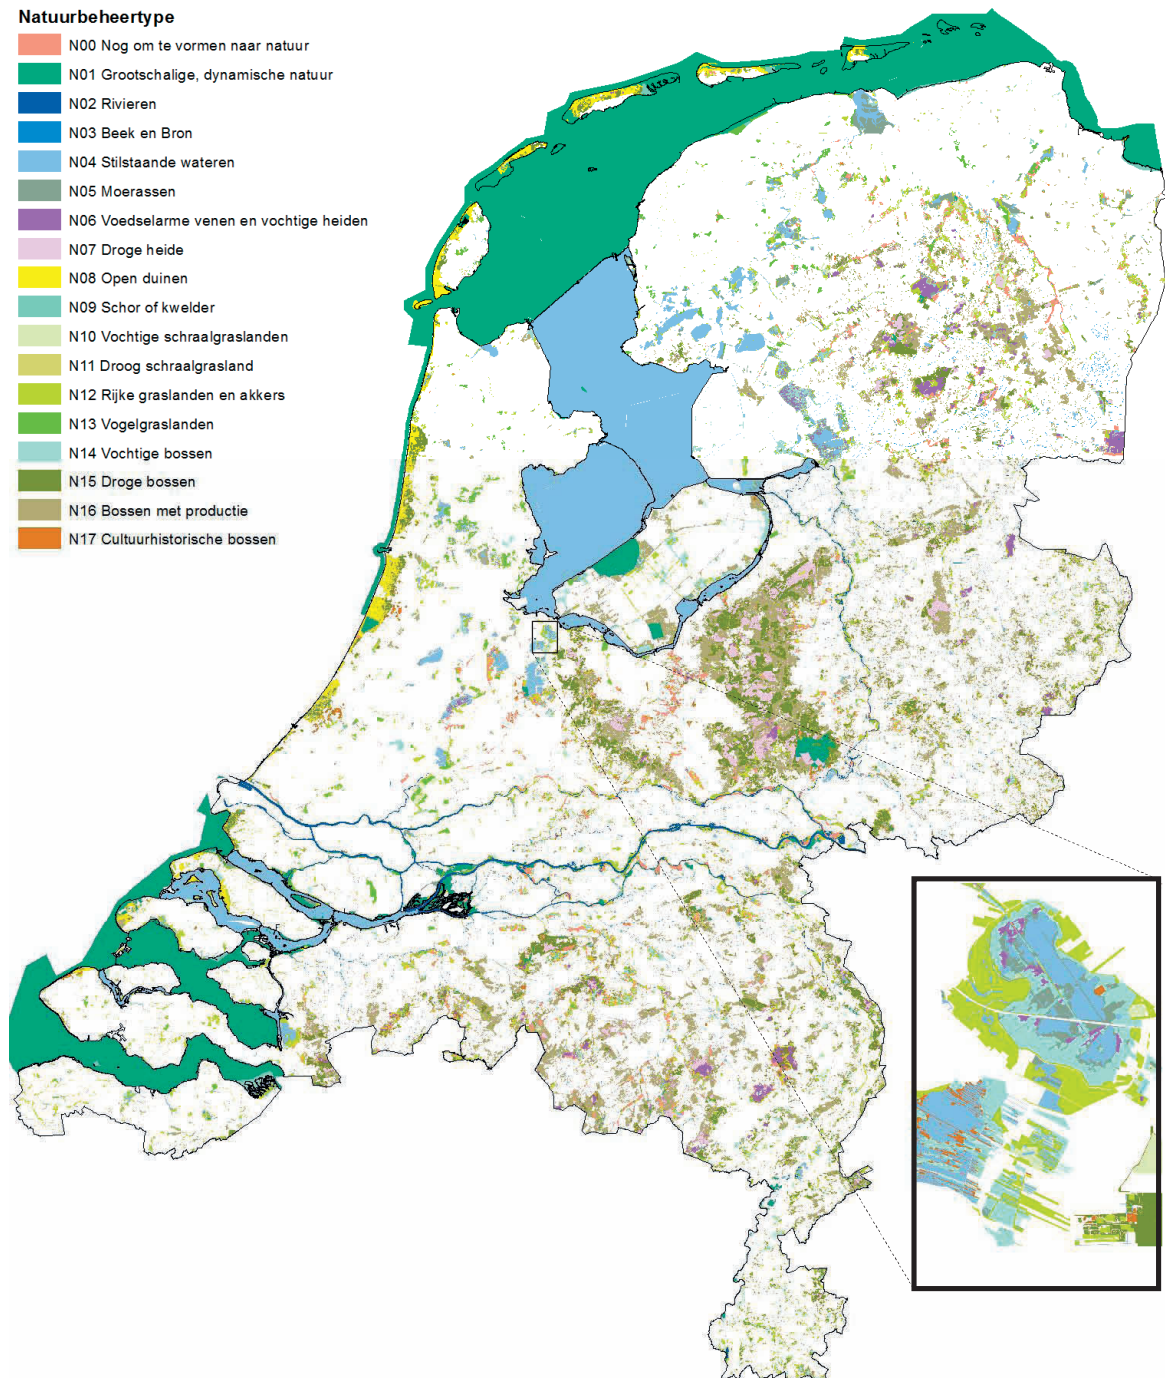 Natuurbeheertype
N00 Nog om te vormen naar natuur
N01 Grootschalige, dynamische natuur
N02 Rivieren
N03 Beek en Bron
N04 Stilstaande wateren
N05 Moerassen
N06 Voedselarme venen en vochtige heiden
N07 Droge heide
N08 Open duinen
N09 Schor of kwelder
N10 Vochtige schraalgraslanden
N11 Droog schraalgrasland
N12 Rijke graslanden en akkers
N13 Vogelgraslanden
N14 Vochtige bossen
N15 Droge bossen
N16 Bossen met productie
N17 Cultuurhistorische bossen